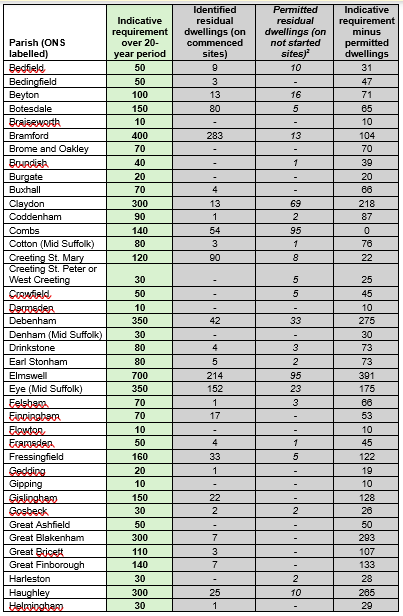 Parish (ONS labelled) | Indicative requirement over 20-year period | Identified residual dwellings (on commenced sites) | Permitted residual dwellings (on not started sites)² | Indicative requirement minus permitted dwellings
Bedfield 50 9 10 31
Bedingfield 50 3 - 47
Beyton 100 13 16 71
Botesdale 150 80 5 65
Braiseworth 10 - - 10
Bramford 400 283 13 104
Brome and Oakley 70 - - 70
Brundish 40 - 1 39
Burgate 20 - - 20
Buxhall 70 4 - 66
Claydon 300 13 69 218
Coddenham 90 1 2 87
Combs 140 54 95 0
Cotton (Mid Suffolk) 80 3 1 76
Creeting St. Mary 120 90 8 22
Creeting St. Peter or West Creeting 30 - 5 25
Crowfield 50 - 5 45
Darmsden 10 - - 10
Debenham 350 42 33 275
Denham (Mid Suffolk) 30 - - 30
Drinkstone 80 4 3 73
Earl Stonham 80 5 2 73
Elmswell 700 214 95 391
Eye (Mid Suffolk) 350 152 23 175
Felsham 70 1 3 66
Finningham 70 17 - 53
Flowton 10 - - 10
Framsden 50 4 1 45
Fressingfield 160 33 5 122
Gedding 20 1 - 19
Gipping 10 - - 10
Gislingham 150 22 - 128
Gosbeck 30 2 2 26
Great Ashfield 50 - - 50
Great Blakenham 300 7 - 293
Great Bricett 110 3 - 107
Great Finborough 140 7 - 133
Harleston 30 - 2 28
Haughley 300 25 10 265
Helmingham 30 1 - 29